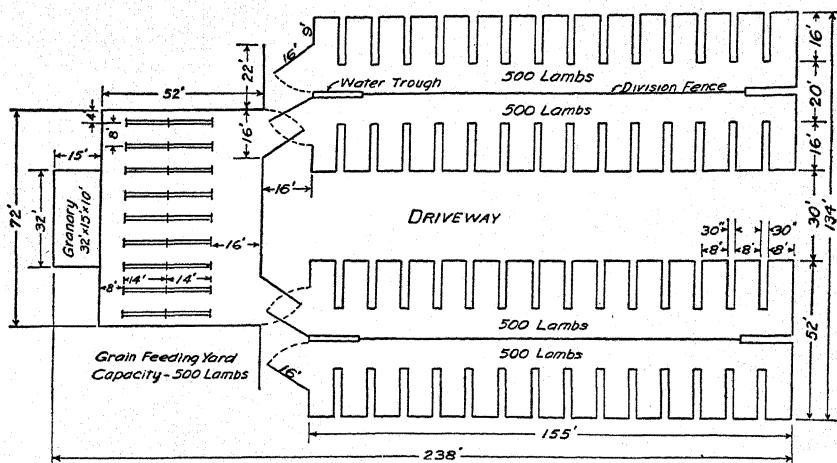 9'
16'
22'
52'
Water Trough
500 Lambs
Division Fence
500 Lambs
16'
20'
16'
30'
134'
4'
8'
16'
16'
15'
72'
32'
Granary
32'x15'x10'
DRIVEWAY
16'
30" 30"
8' 8' 8'
14' 14'
8'
500 Lambs
500 Lambs
52'
Grain Feeding Yard
Capacity-500 Lambs
16'
155'
238'